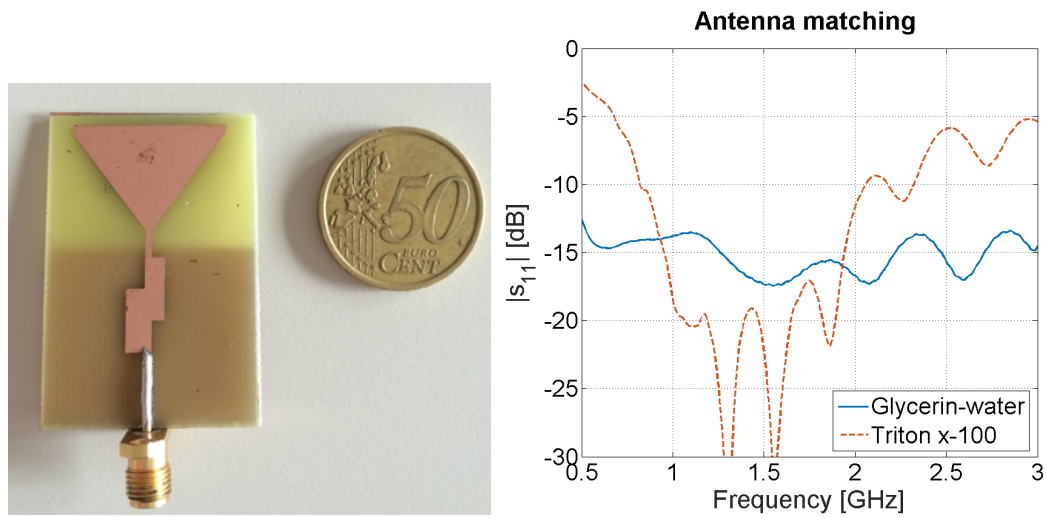 50
EURO
CENT
Antenna matching
|s11| [dB]
0
-5
-10
-15
-20
-25
-30
0.5
1
1.5
2
2.5
3
Frequency [GHz]
Glycerin-water
Triton x-100